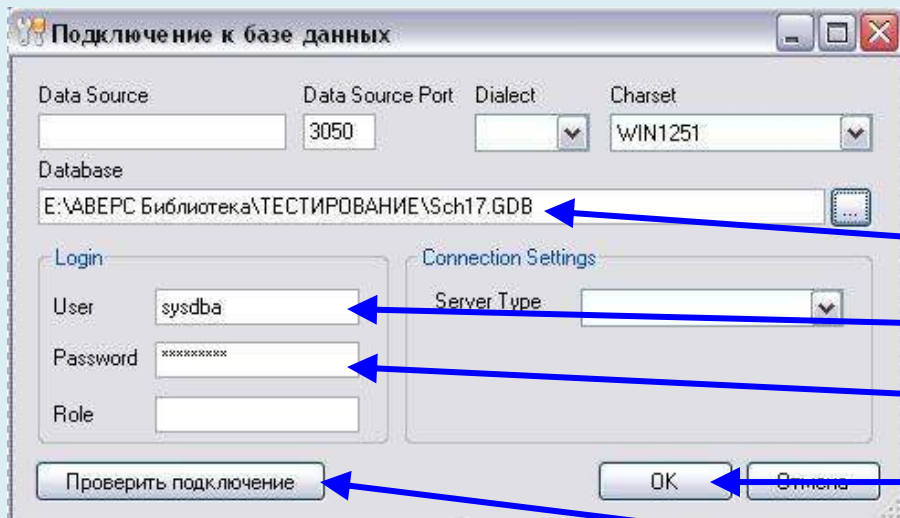 Подключение к базе данных
Data Source Data Source Port Dialect Charset
3050 WIN1251
Database
E:\АВЕРС Библиотека\ТЕСТИРОВАНИЕ\Sch17.GDB ...
Login Connection Settings
User sysdba Server Type
Password *********
Role
Проверить подключение OK Отмена